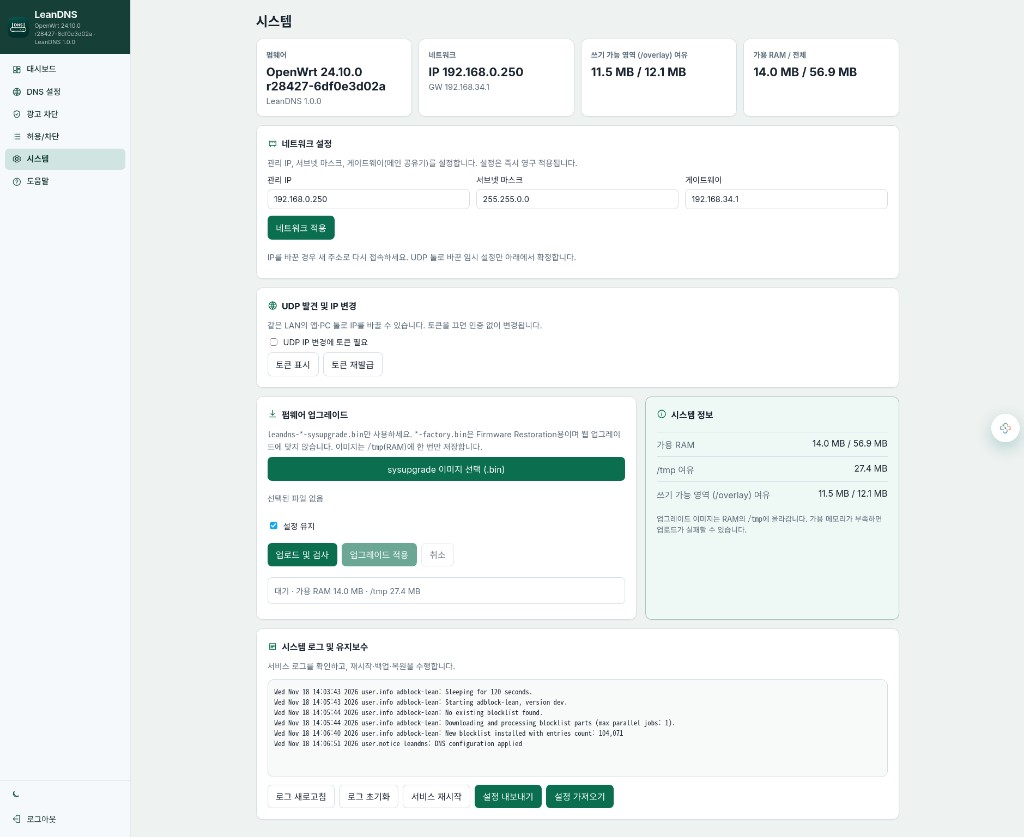 LeanDNS
OpenWrt 24.10.0
r28427-6df0e3d02a ·
LeanDNS 1.0.0
대시보드
DNS 설정
광고 차단
허용/차단
시스템
도움말
로그아웃
시스템
펌웨어
OpenWrt 24.10.0
r28427-6df0e3d02a
LeanDNS 1.0.0
네트워크
IP 192.168.0.250
GW 192.168.34.1
쓰기 가능 영역 (/overlay) 여유
11.5 MB / 12.1 MB
가용 RAM / 전체
14.0 MB / 56.9 MB
네트워크 설정
관리 IP, 서브넷 마스크, 게이트웨이(메인 공유기)를 설정합니다. 설정은 즉시 영구 적용됩니다.
관리 IP
서브넷 마스크
게이트웨이
192.168.0.250
255.255.0.0
192.168.34.1
네트워크 적용
IP를 바꾼 경우 새 주소로 다시 접속하세요. UDP 툴로 바꾼 임시 설정만 아래에서 확정합니다.
UDP 발견 및 IP 변경
같은 LAN의 앱·PC 툴로 IP를 바꿀 수 있습니다. 토큰을 끄면 인증 없이 변경됩니다.
UDP IP 변경에 토큰 필요
토큰 표시
토큰 재발급
펌웨어 업그레이드
leandns-*-sysupgrade.bin만 사용하세요. *-factory.bin은 Firmware Restoration용이며 웹 업그레이
드에 맞지 않습니다. 이미지는 /tmp(RAM)에 한 번만 저장합니다.
sysupgrade 이미지 선택 (.bin)
선택된 파일 없음
설정 유지
업로드 및 검사
업그레이드 적용
취소
대기 · 가용 RAM 14.0 MB · /tmp 27.4 MB
시스템 정보
가용 RAM
14.0 MB / 56.9 MB
/tmp 여유
27.4 MB
쓰기 가능 영역 (/overlay) 여유
11.5 MB / 12.1 MB
업그레이드 이미지는 RAM의 /tmp에 올라갑니다. 가용 메모리가 부족하면
업로드가 실패할 수 있습니다.
시스템 로그 및 유지보수
서비스 로그를 확인하고, 재시작·백업·복원을 수행합니다.
Wed Nov 18 14:03:43 2026 user.info adblock-lean: Sleeping for 120 seconds.
Wed Nov 18 14:05:43 2026 user.info adblock-lean: Starting adblock-lean, version dev.
Wed Nov 18 14:05:44 2026 user.info adblock-lean: No existing blocklist found.
Wed Nov 18 14:05:44 2026 user.info adblock-lean: Downloading and processing blocklist parts (max parallel jobs: 1).
Wed Nov 18 14:06:40 2026 user.info adblock-lean: New blocklist installed with entries count: 104,071
Wed Nov 18 14:06:51 2026 user.notice leandns: DNS configuration applied
로그 새로고침
로그 초기화
서비스 재시작
설정 내보내기
설정 가져오기